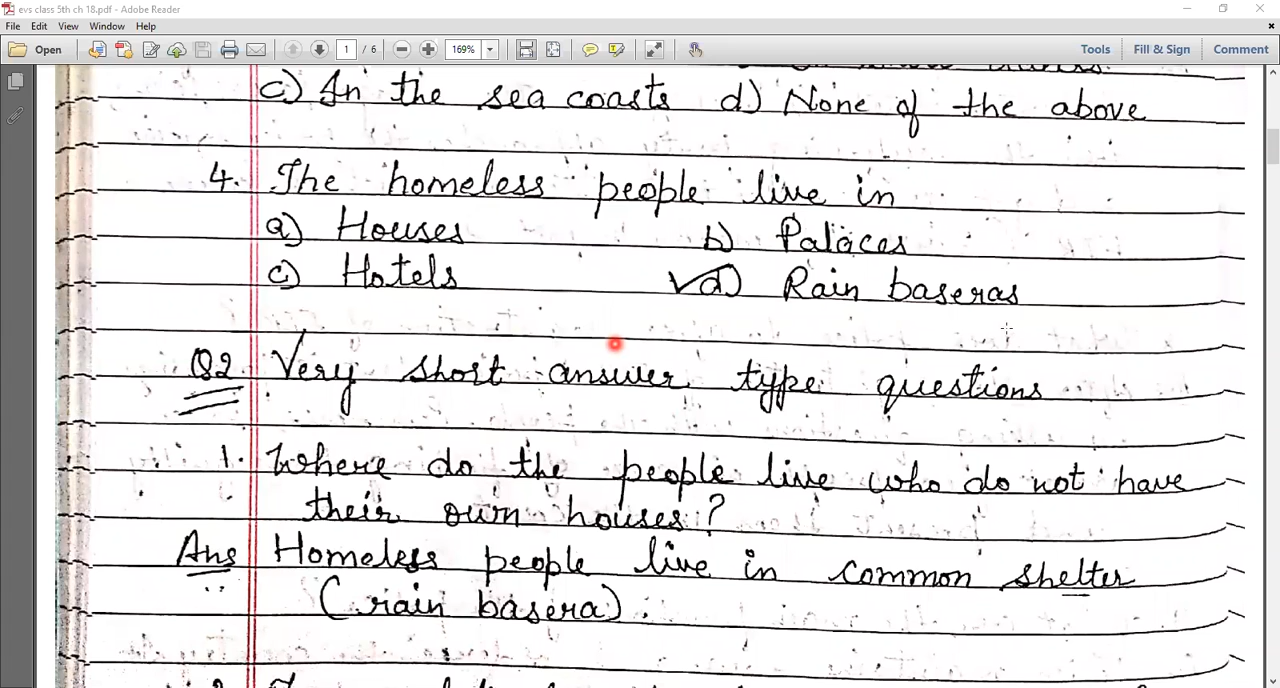 evs class 5th ch 18.pdf - Adobe Reader
File Edit View Window Help
Open 1 / 6 169% Tools Fill & Sign Comment
c) In the sea coasts d) None of the above
4. The homeless people live in
a) Houses b) Palaces
c) Hotels d) Rain baseras
Q2 Very short answer type questions
1. Where do the people live who do not have
their own houses?
Ans Homeless people live in common shelter
(rain basera).